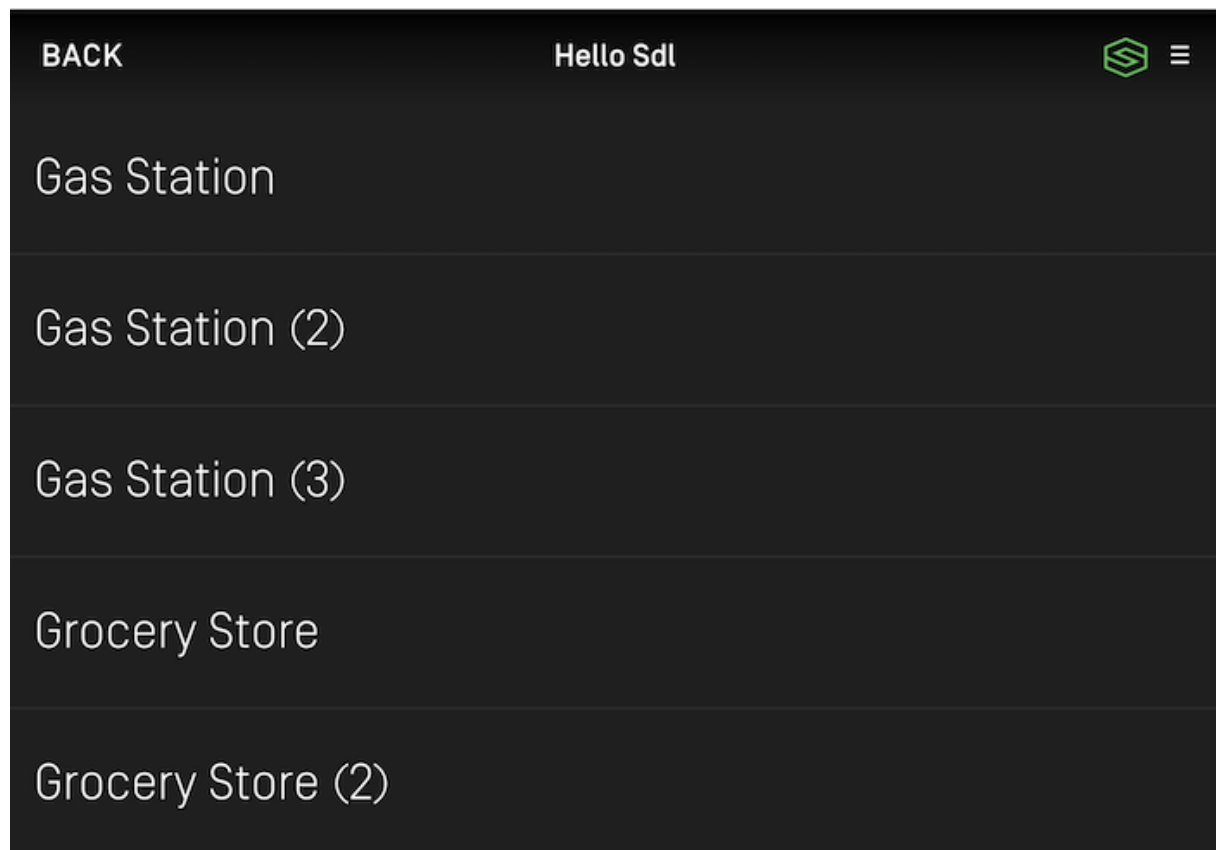 BACK
Hello Sdl
Gas Station
Gas Station (2)
Gas Station (3)
Grocery Store
Grocery Store (2)